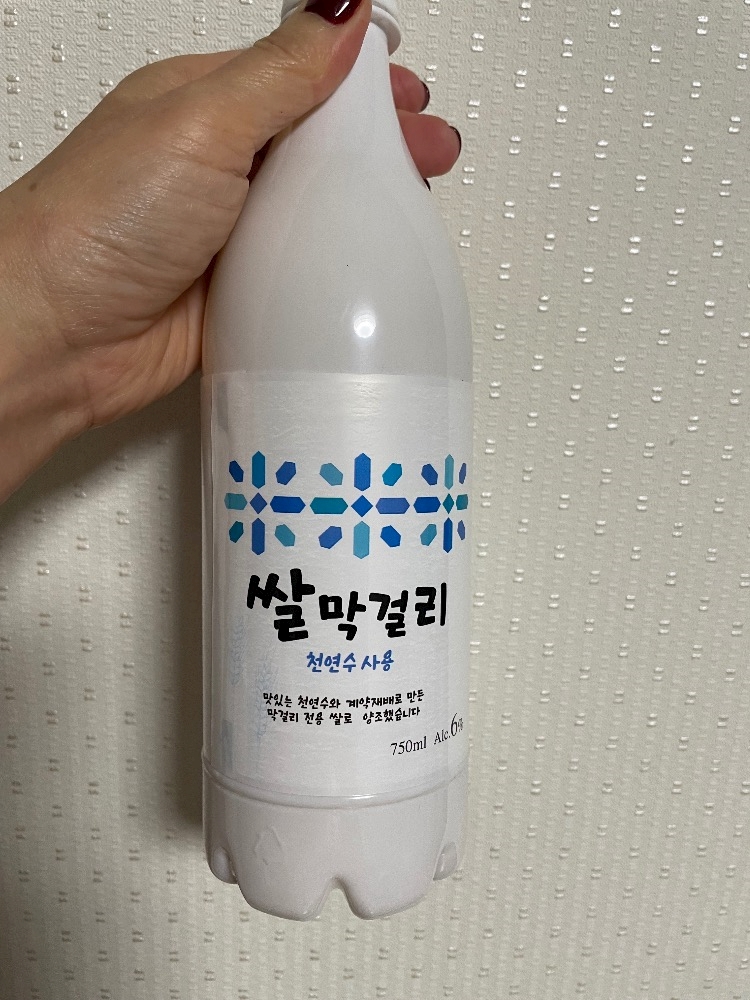 쌀막걸리
천연수 사용
맛있는 천연수와 계약재배로 만든
막걸리 전용 쌀로 양조했습니다
750ml Alc.6%